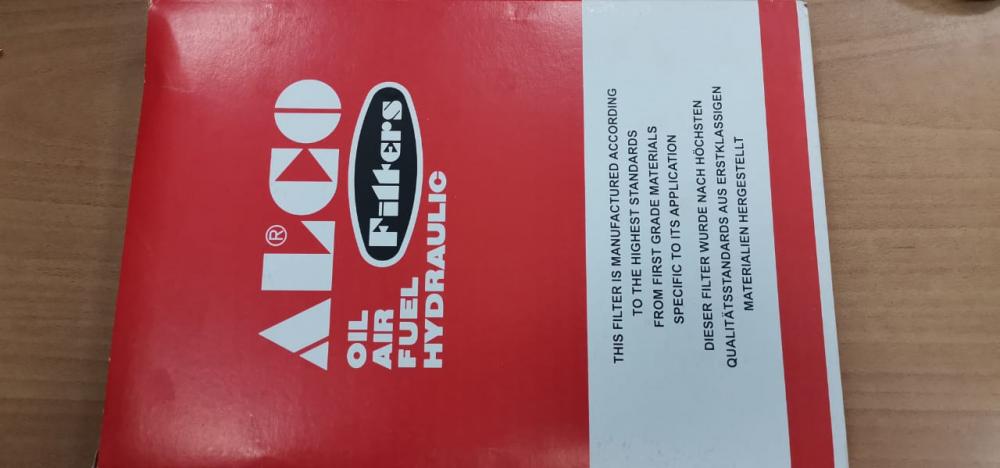 ALCO®
Filters
OIL
AIR
FUEL
HYDRAULIC
THIS FILTER IS MANUFACTURED ACCORDING
TO THE HIGHEST STANDARDS
FROM FIRST GRADE MATERIALS
SPECIFIC TO ITS APPLICATION
DIESER FILTER WURDE NACH HÖCHSTEN
QUALITÄTSSTANDARDS AUS ERSTKLASSIGEN
MATERIALIEN HERGESTELLT